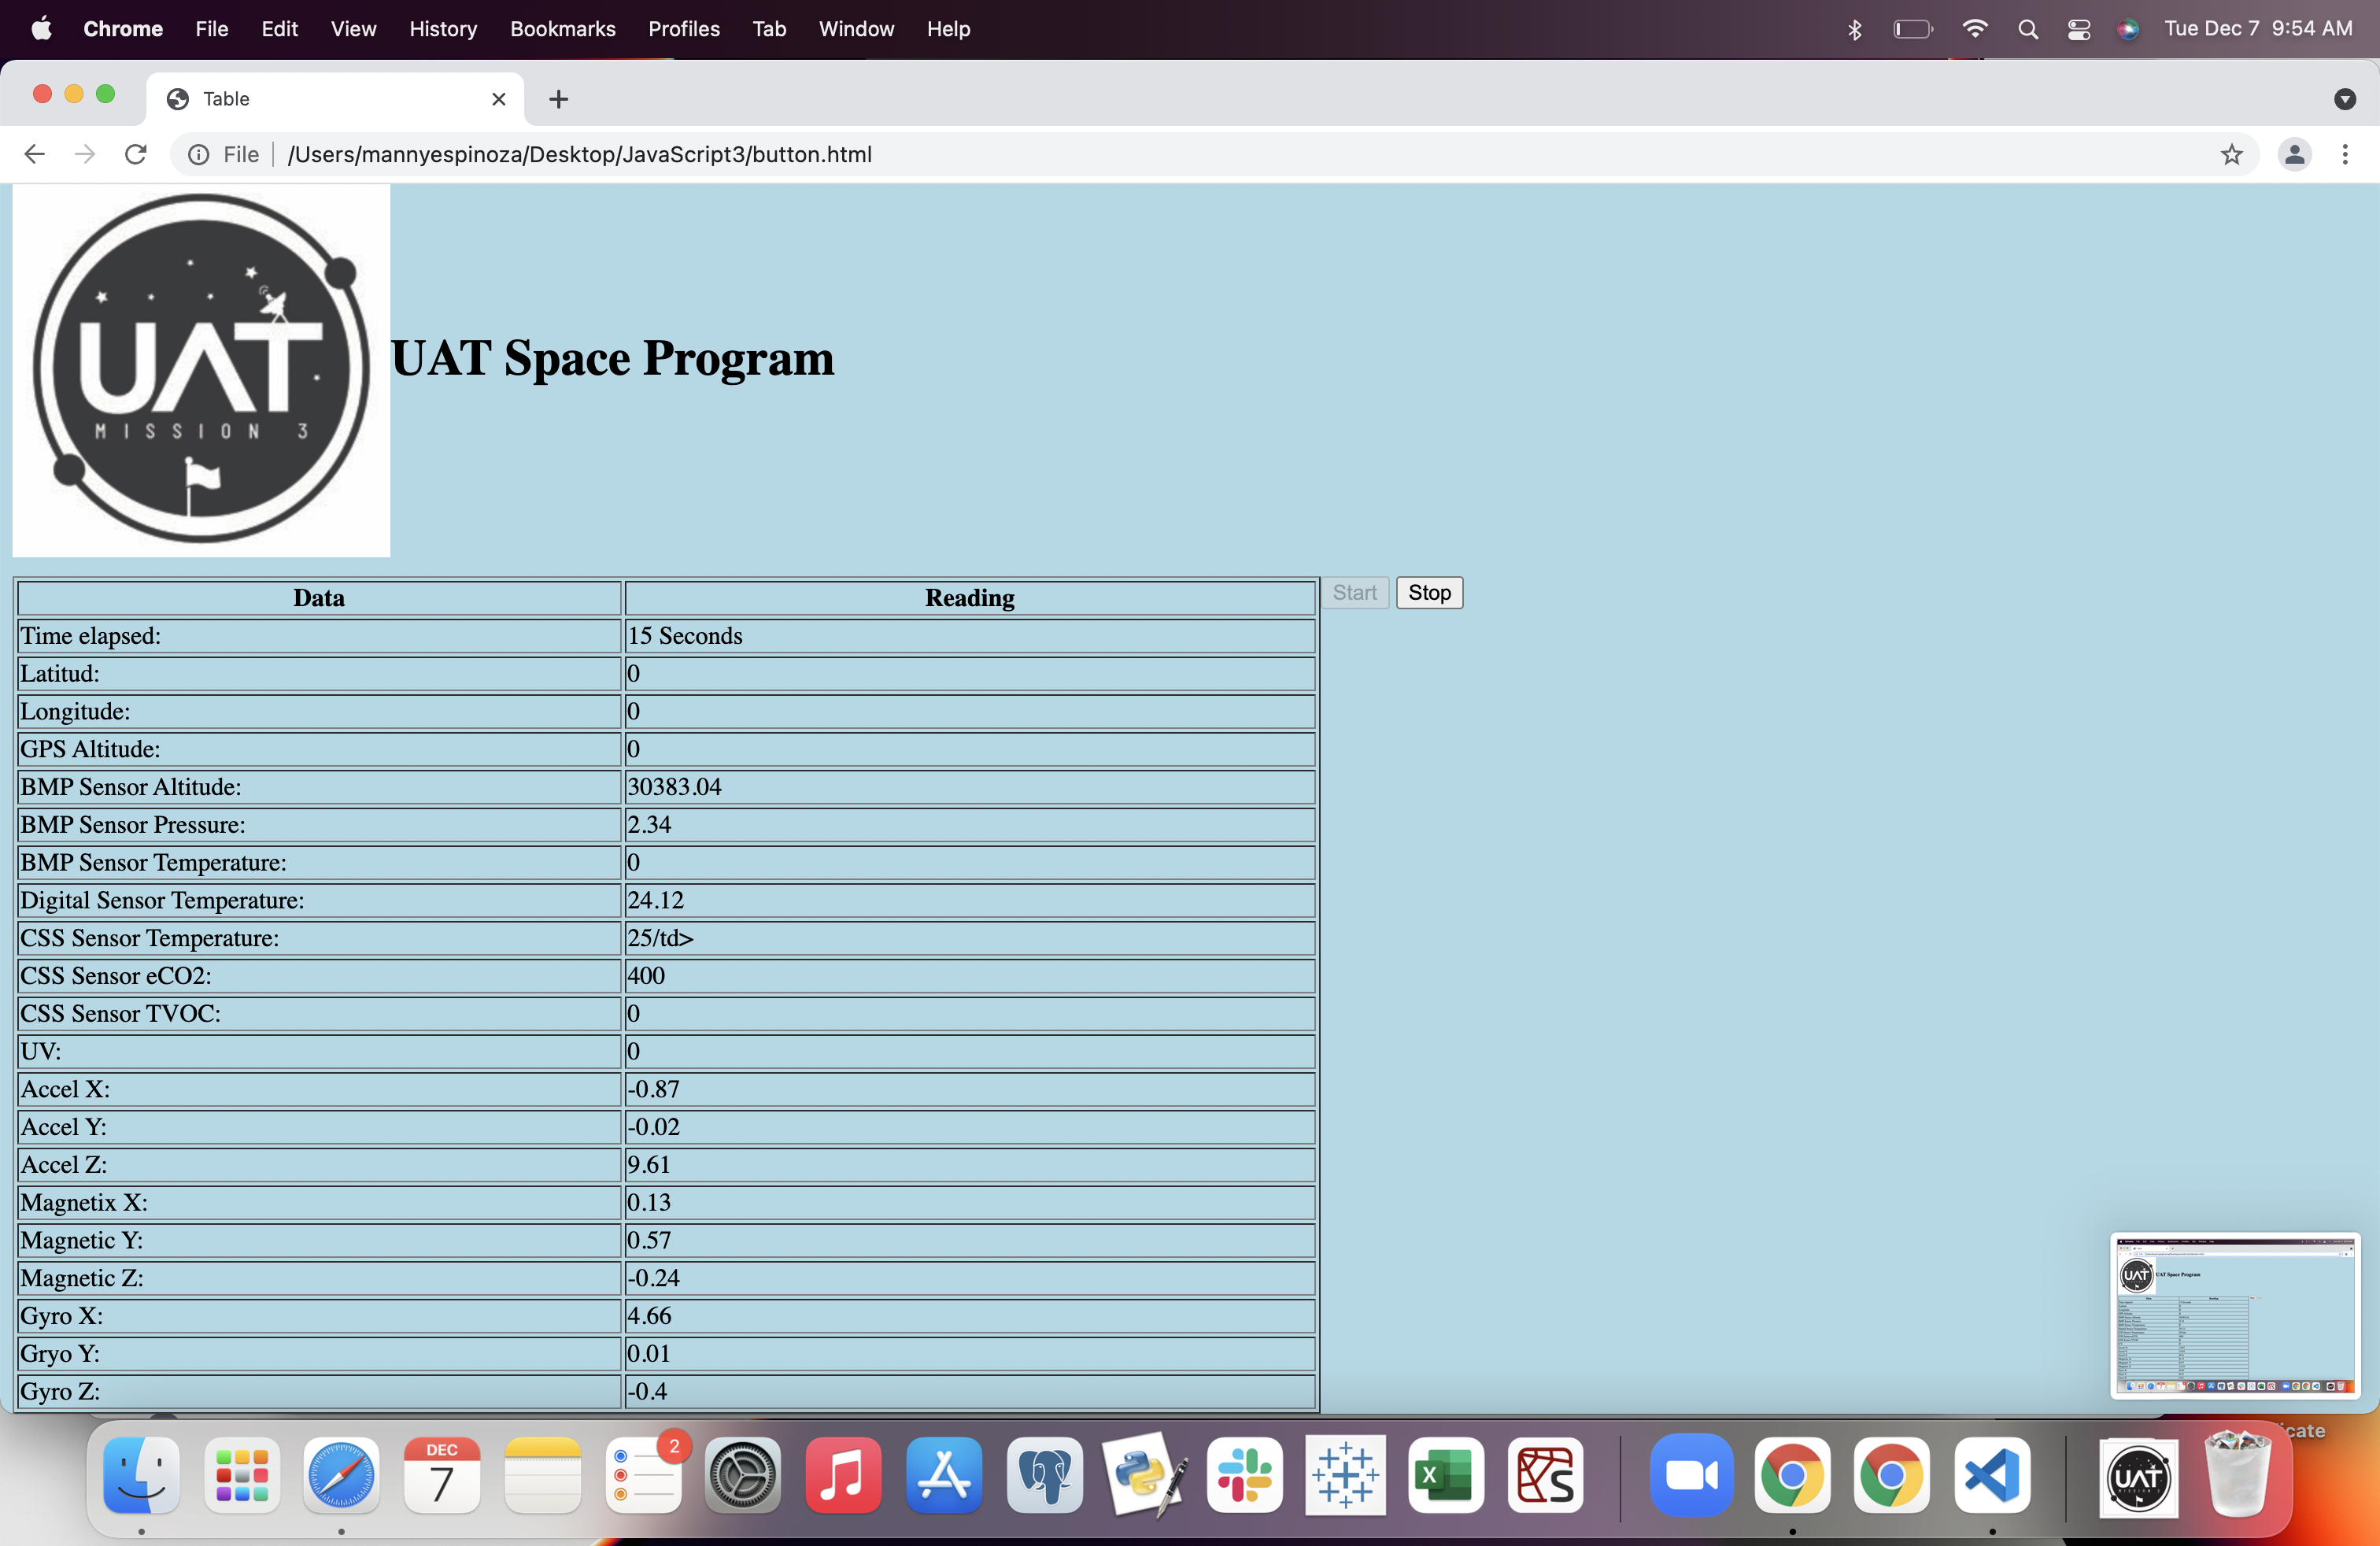 Chrome File Edit View History Bookmarks Profiles Tab Window Help Tue Dec 7 9:54 AM
Table
File /Users/mannyespinoza/Desktop/JavaScript3/button.html
UAT
MISSION 3
UAT Space Program
Data Reading Start Stop
Time elapsed: 15 Seconds
Latitud: 0
Longitude: 0
GPS Altitude: 0
BMP Sensor Altitude: 30383.04
BMP Sensor Pressure: 2.34
BMP Sensor Temperature: 0
Digital Sensor Temperature: 24.12
CSS Sensor Temperature: 25/td>
CSS Sensor eCO2: 400
CSS Sensor TVOC: 0
UV: 0
Accel X: -0.87
Accel Y: -0.02
Accel Z: 9.61
Magnetix X: 0.13
Magnetic Y: 0.57
Magnetic Z: -0.24
Gyro X: 4.66
Gryo Y: 0.01
Gyro Z: -0.4
UAT UAT Space Program
icate
DEC
7
2
X
S
UAT